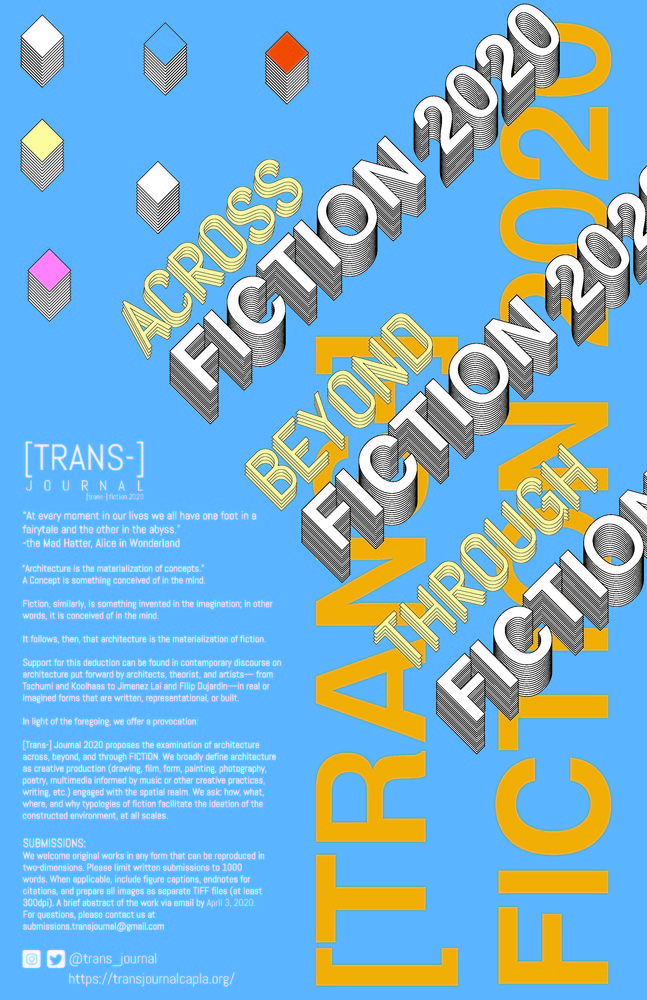 ACROSS
FICTION 2020
BEYOND
FICTION 2020
THROUGH
FICTION
[TRANS-]
FICTION 2020
[TRANS-]
JOURNAL
[trans-] fiction 2020
"At every moment in our lives we all have one foot in a
fairytale and the other in the abyss."
-the Mad Hatter, Alice in Wonderland
"Architecture is the materialization of concepts."
A Concept is something conceived of in the mind.
Fiction, similarly, is something invented in the imagination; in other
words, it is conceived of in the mind.
It follows, then, that architecture is the materialization of fiction.
Support for this deduction can be found in contemporary discourse on
architecture put forward by architects, theorist, and artists— from
Tschumi and Koolhaas to Jimenez Lai and Filip Dujardin—in real or
imagined forms that are written, representational, or built.
In light of the foregoing, we offer a provocation:
[Trans-] Journal 2020 proposes the examination of architecture
across, beyond, and through FICTION. We broadly define architecture
as creative production (drawing, film, form, painting, photography,
poetry, multimedia informed by music or other creative practices,
writing, etc.) engaged with the spatial realm. We ask: how, what,
where, and why typologies of fiction facilitate the ideation of the
constructed environment, at all scales.
SUBMISSIONS:
We welcome original works in any form that can be reproduced in
two-dimensions. Please limit written submissions to 1000
words. When applicable, include figure captions, endnotes for
citations, and prepare all images as separate TIFF files (at least
300dpi). A brief abstract of the work via email by April 3, 2020.
For questions, please contact us at
submissions.transjournal@gmail.com
@trans_journal
https://transjournalcapla.org/